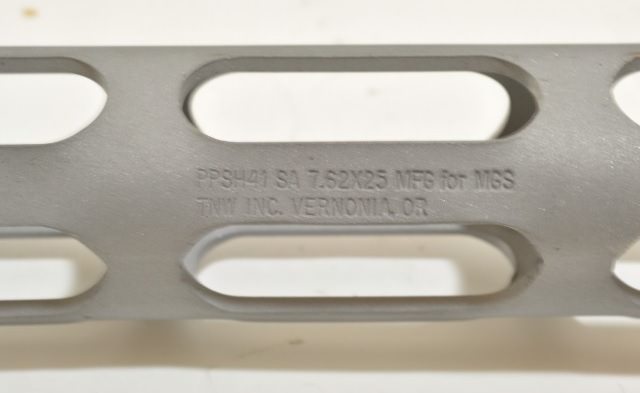 PPSH41 SA 7.62X25 MFG for MGS
TNW INC. VERNONIA, OR